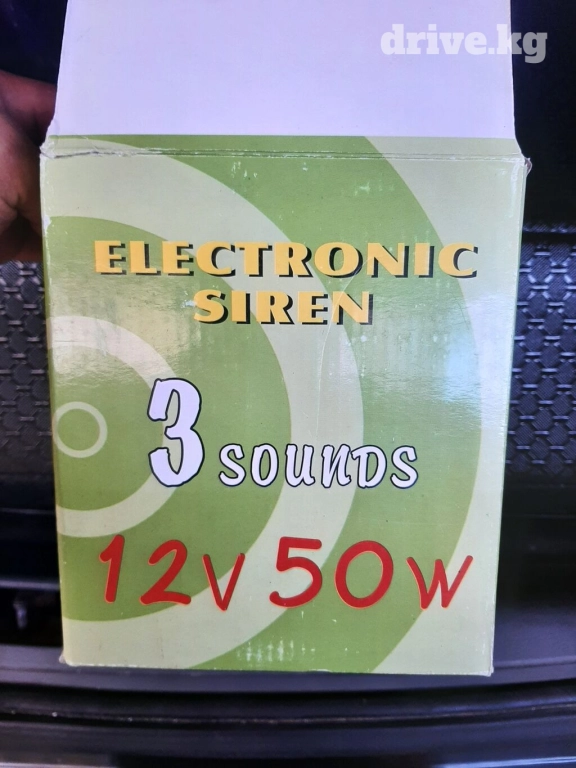 drive.kg
ELECTRONIC
SIREN
3 SOUNDS
12V 50W